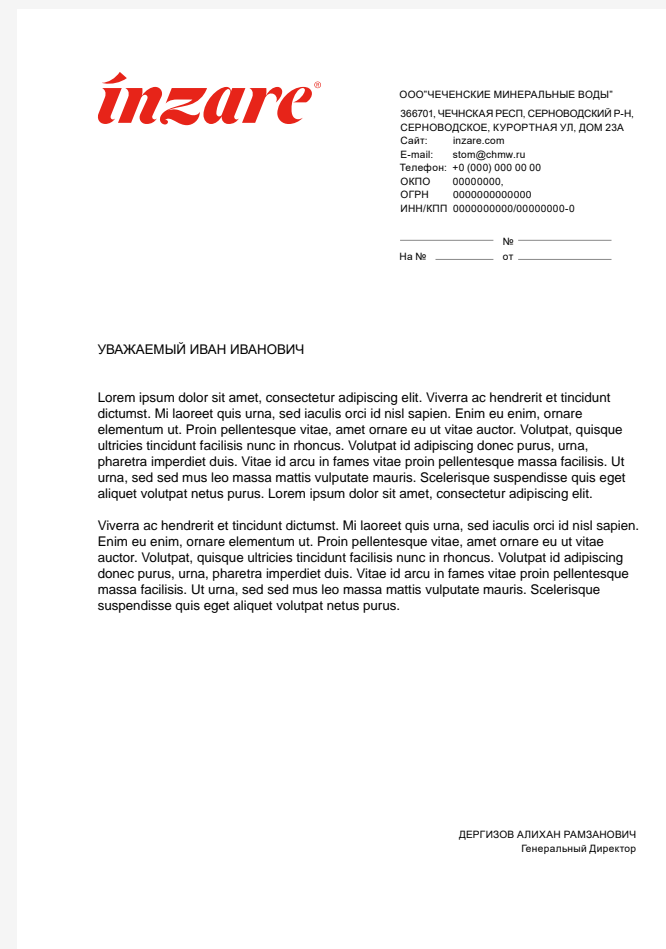 inzare®
ООО"ЧЕЧЕНСКИЕ МИНЕРАЛЬНЫЕ ВОДЫ"
366701, ЧЕЧНСКАЯ РЕСП, СЕРНОВОДСКИЙ Р-Н,
СЕРНОВОДСКОЕ, КУРОРТНАЯ УЛ, ДОМ 23А
Сайт: inzare.com
E-mail: stom@chmw.ru
Телефон: +0 (000) 000 00 00
ОКПО 00000000,
ОГРН 0000000000000
ИНН/КПП 0000000000/00000000-0
№
На № от
УВАЖАЕМЫЙ ИВАН ИВАНОВИЧ
Lorem ipsum dolor sit amet, consectetur adipiscing elit. Viverra ac hendrerit et tincidunt
dictumst. Mi laoreet quis urna, sed iaculis orci id nisl sapien. Enim eu enim, ornare
elementum ut. Proin pellentesque vitae, amet ornare eu ut vitae auctor. Volutpat, quisque
ultricies tincidunt facilisis nunc in rhoncus. Volutpat id adipiscing donec purus, urna,
pharetra imperdiet duis. Vitae id arcu in fames vitae proin pellentesque massa facilisis. Ut
urna, sed sed mus leo massa mattis vulputate mauris. Scelerisque suspendisse quis eget
aliquet volutpat netus purus. Lorem ipsum dolor sit amet, consectetur adipiscing elit.
Viverra ac hendrerit et tincidunt dictumst. Mi laoreet quis urna, sed iaculis orci id nisl sapien.
Enim eu enim, ornare elementum ut. Proin pellentesque vitae, amet ornare eu ut vitae
auctor. Volutpat, quisque ultricies tincidunt facilisis nunc in rhoncus. Volutpat id adipiscing
donec purus, urna, pharetra imperdiet duis. Vitae id arcu in fames vitae proin pellentesque
massa facilisis. Ut urna, sed sed mus leo massa mattis vulputate mauris. Scelerisque
suspendisse quis eget aliquet volutpat netus purus.
ДЕРГИЗОВ АЛИХАН РАМЗАНОВИЧ
Генеральный Директор